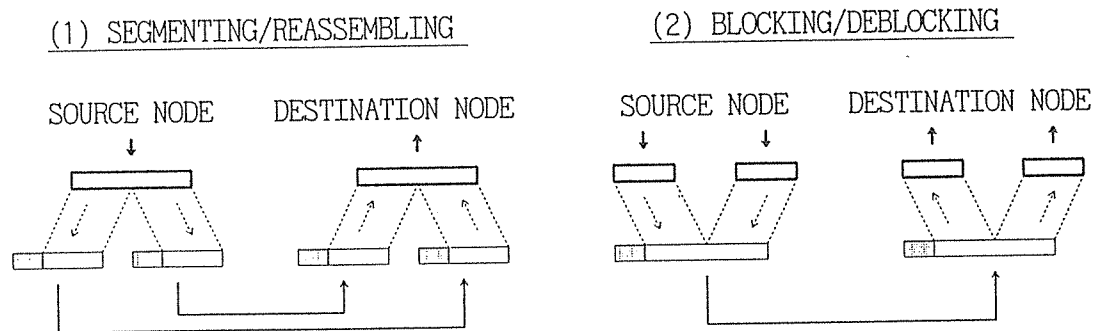 (1) SEGMENTING/REASSEMBLING
(2) BLOCKING/DEBLOCKING
SOURCE NODE
DESTINATION NODE
SOURCE NODE
DESTINATION NODE